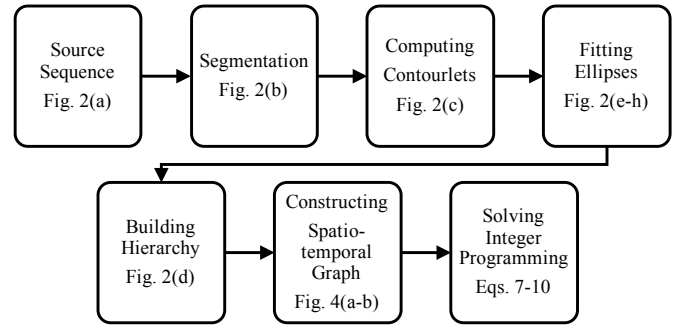 Source
Sequence
Fig. 2(a)
Segmentation
Fig. 2(b)
Computing
Contourlets
Fig. 2(c)
Fitting
Ellipses
Fig. 2(e-h)
Building
Hierarchy
Fig. 2(d)
Constructing
Spatio-
temporal
Graph
Fig. 4(a-b)
Solving
Integer
Programming
Eqs. 7-10